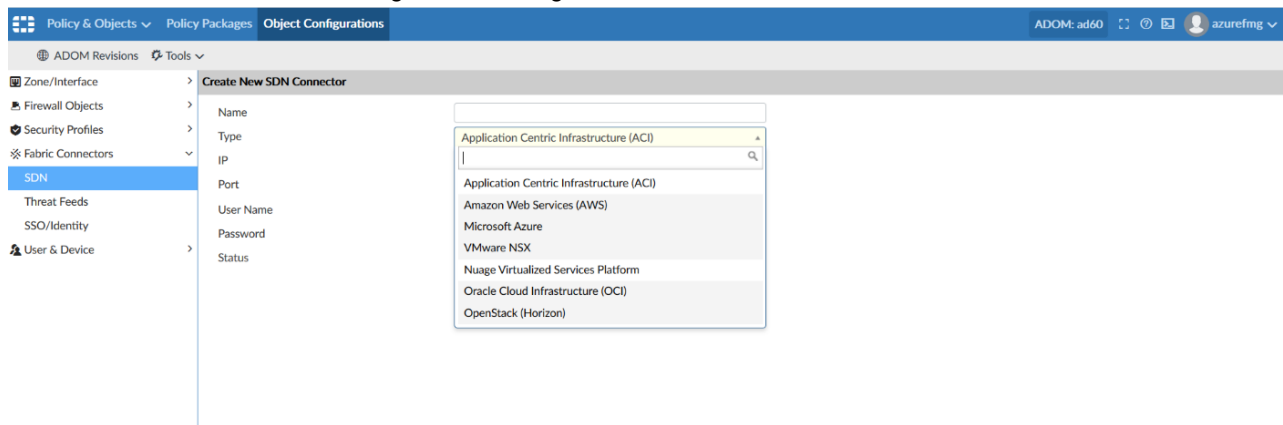 Policy & Objects Policy Packages Object Configurations ADOM: ad60 azurefmg
ADOM Revisions Tools
Zone/Interface
Firewall Objects
Security Profiles
Fabric Connectors
SDN
Threat Feeds
SSO/Identity
User & Device
Create New SDN Connector
Name
Type Application Centric Infrastructure (ACI)
IP
Port
User Name
Password
Status
Application Centric Infrastructure (ACI)
Amazon Web Services (AWS)
Microsoft Azure
VMware NSX
Nuage Virtualized Services Platform
Oracle Cloud Infrastructure (OCI)
OpenStack (Horizon)